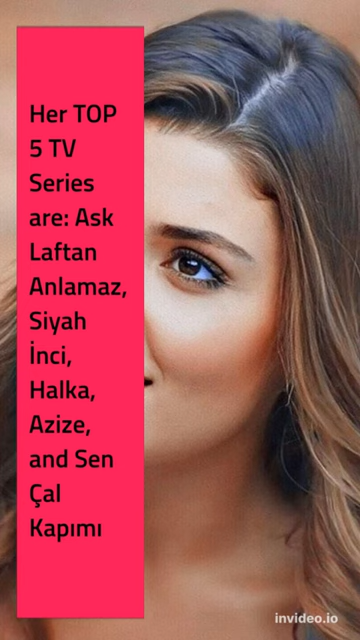 Her TOP
5 TV
Series
are: Ask
Laftan
Anlamaz,
Siyah
İnci,
Halka,
Azize,
and Sen
Çal
Kapımı
invideo.io